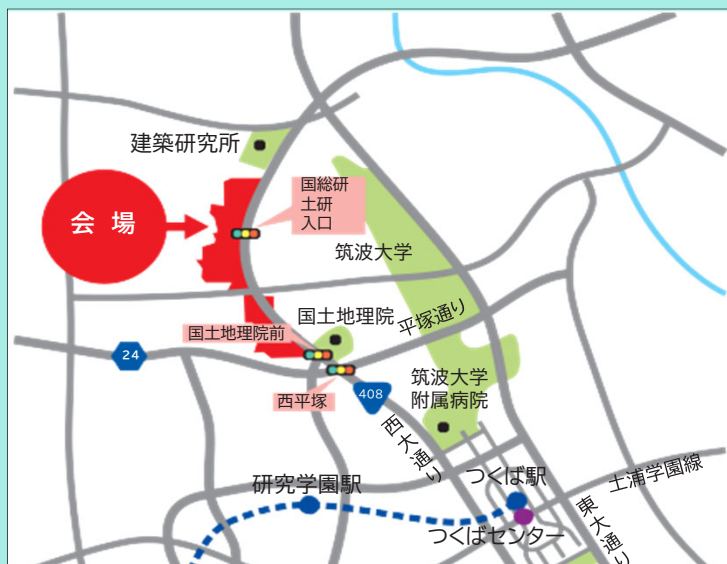 建築研究所
会場
国総研
土研
入口
筑波大学
国土地理院
平塚通り
国土地理院前
24
西平塚
408
筑波大学
附属病院
西大通り
研究学園駅
つくば駅
土浦学園線
つくばセンター
東大通り